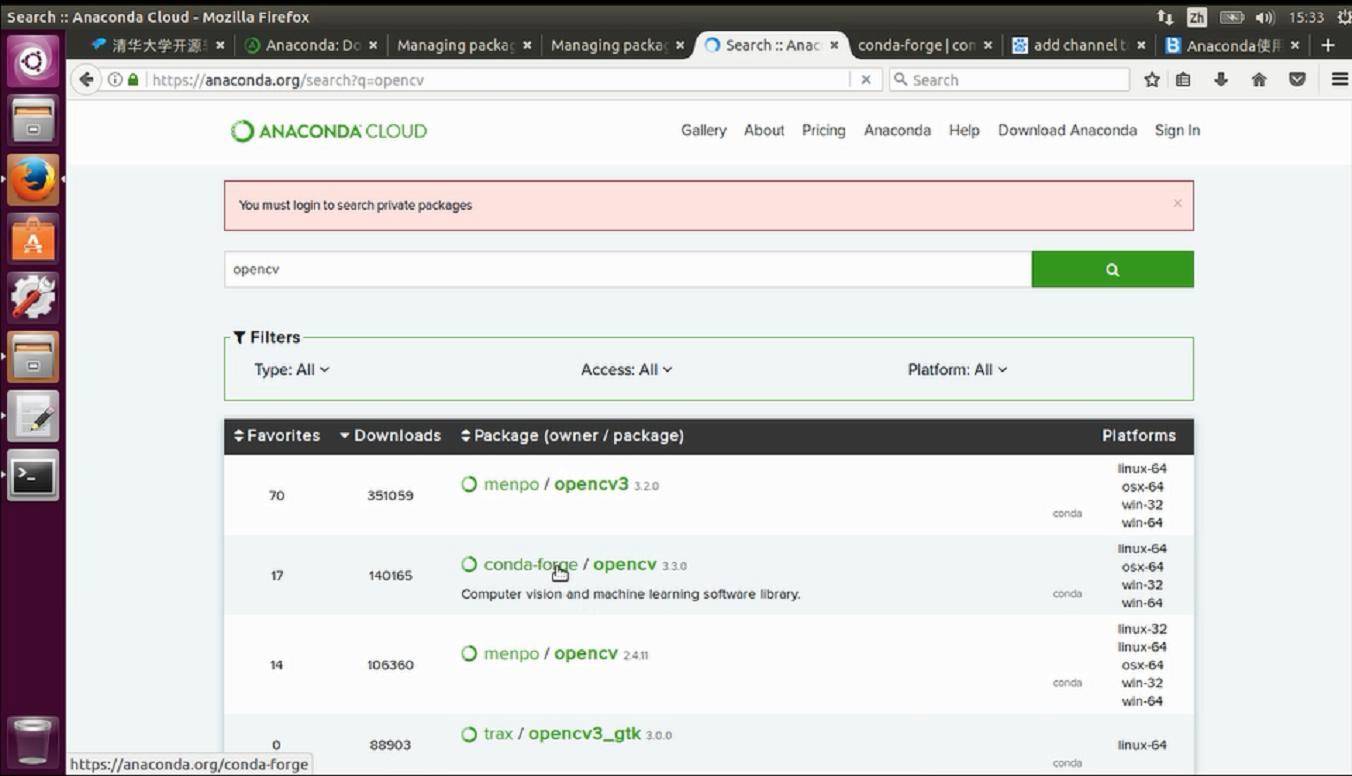 Search :: Anaconda Cloud - Mozilla Firefox
Zh
15:33
清华大学开源
Anaconda: Do
Managing packag
Managing packag
Search :: Anac
conda-forge | con
add channel t
Anaconda使用
https://anaconda.org/search?q=opencv
Search
ANACONDA CLOUD
Gallery
About
Pricing
Anaconda
Help
Download Anaconda
Sign In
You must login to search private packages
opencv
Filters
Type: All
Access: All
Platform: All
Favorites
Downloads
Package (owner / package)
Platforms
70
351059
menpo / opencv3 3.2.0
conda
linux-64
osx-64
win-32
win-64
17
140165
conda-forge / opencv 3.3.0
Computer vision and machine learning software library.
conda
linux-64
osx-64
win-32
win-64
14
106360
menpo / opencv 2.4.11
conda
linux-32
linux-64
osx-64
win-32
win-64
0
88903
trax / opencv3_gtk 3.0.0
conda
linux-64
https://anaconda.org/conda-forge